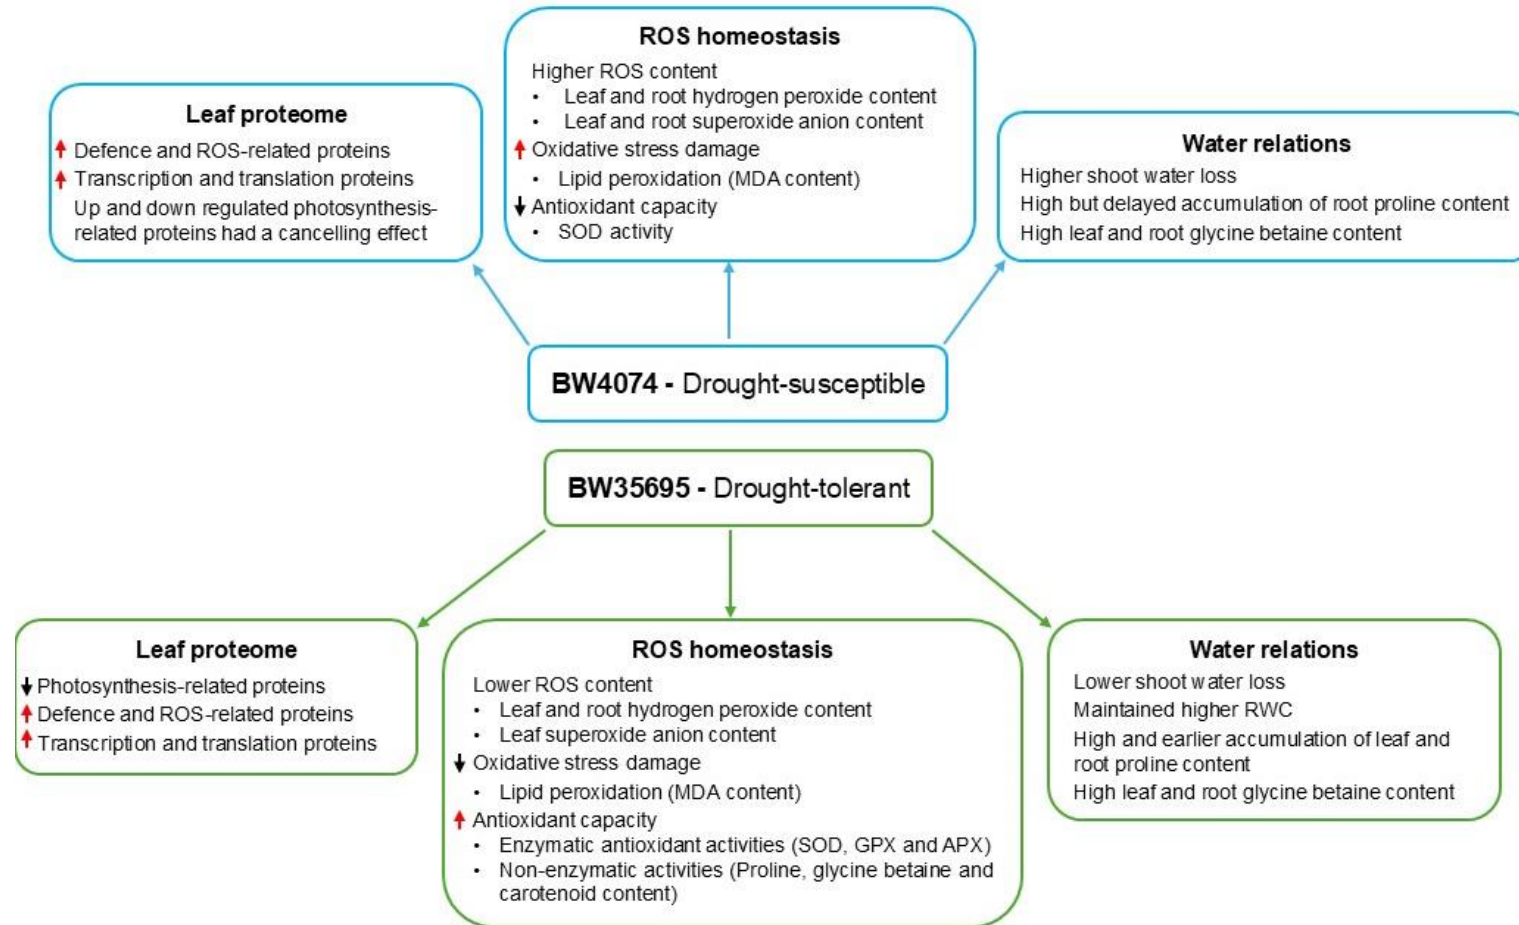 ROS homeostasis
Higher ROS content
• Leaf and root hydrogen peroxide content
• Leaf and root superoxide anion content
Oxidative stress damage
• Lipid peroxidation (MDA content)
Antioxidant capacity
• SOD activity
Leaf proteome
Defence and ROS-related proteins
Transcription and translation proteins
Up and down regulated photosynthesis-
related proteins had a cancelling effect
Water relations
Higher shoot water loss
High but delayed accumulation of root proline content
High leaf and root glycine betaine content
BW4074 - Drought-susceptible
BW35695 - Drought-tolerant
Leaf proteome
Photosynthesis-related proteins
Defence and ROS-related proteins
Transcription and translation proteins
ROS homeostasis
Lower ROS content
• Leaf and root hydrogen peroxide content
• Leaf superoxide anion content
Oxidative stress damage
• Lipid peroxidation (MDA content)
Antioxidant capacity
• Enzymatic antioxidant activities (SOD, GPX and APX)
• Non-enzymatic activities (Proline, glycine betaine and
carotenoid content)
Water relations
Lower shoot water loss
Maintained higher RWC
High and earlier accumulation of leaf and
root proline content
High leaf and root glycine betaine content